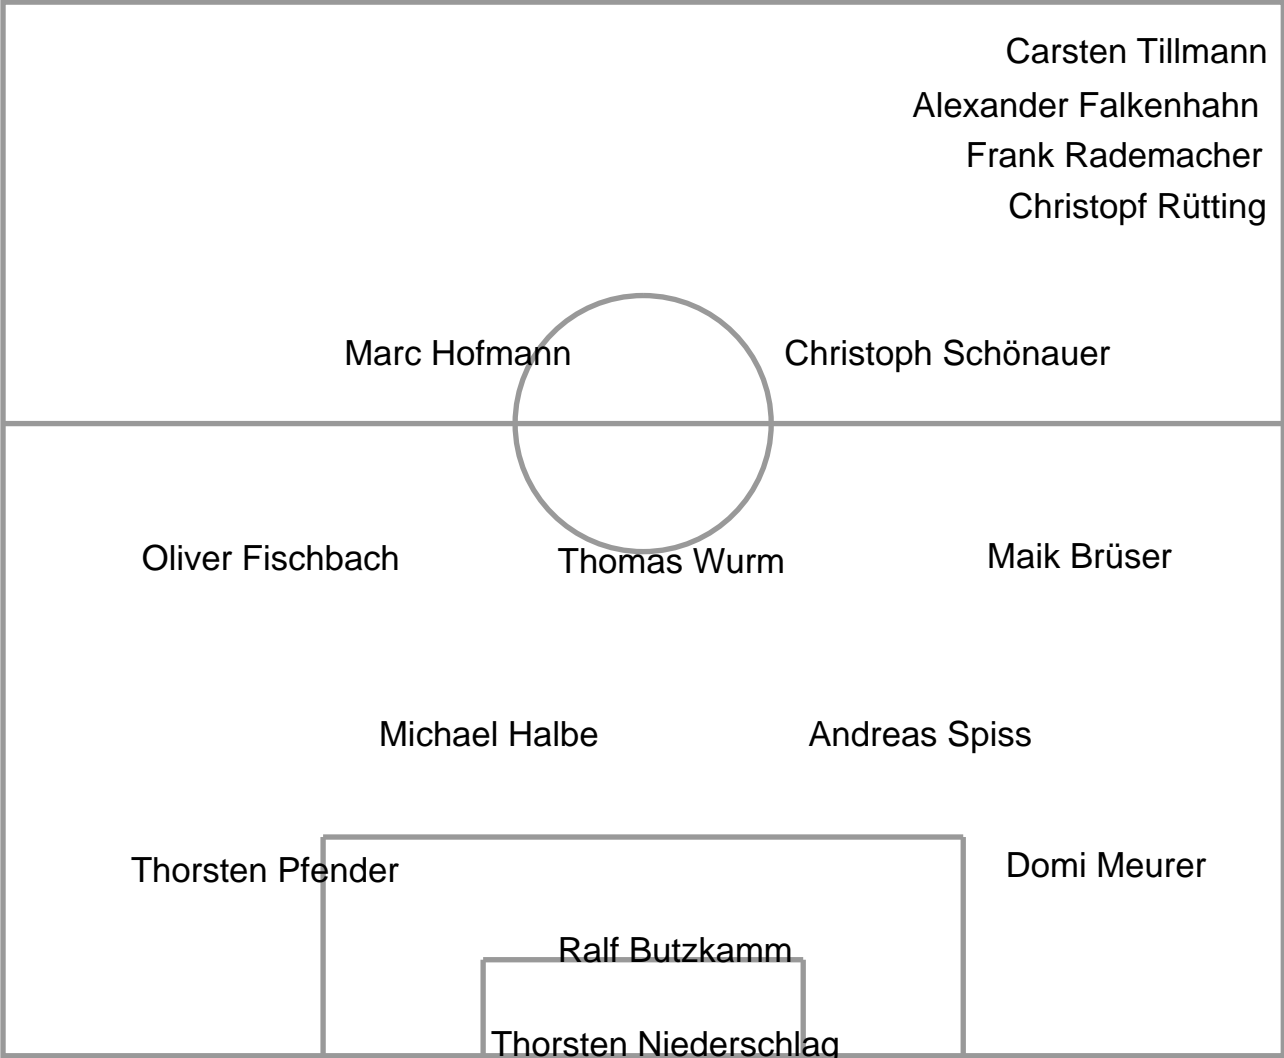 Carsten Tillmann
Alexander Falkenhahn
Frank Rademacher
Christopf Rütting
Marc Hofmann
Christoph Schönauer
Oliver Fischbach
Thomas Wurm
Maik Brüser
Michael Halbe
Andreas Spiss
Thorsten Pfender
Domi Meurer
Ralf Butzkamm
Thorsten Niederschlag